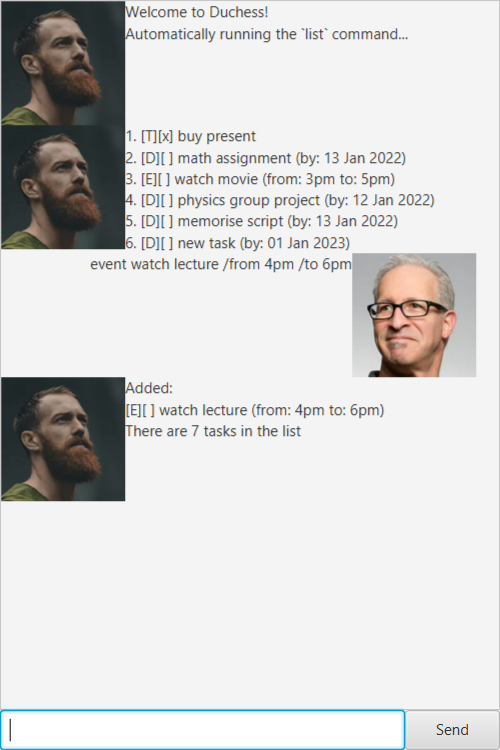 Welcome to Duchess!
Automatically running the `list` command...
1. [T][x] buy present
2. [D][ ] math assignment (by: 13 Jan 2022)
3. [E][ ] watch movie (from: 3pm to: 5pm)
4. [D][ ] physics group project (by: 12 Jan 2022)
5. [D][ ] memorise script (by: 13 Jan 2022)
6. [D][ ] new task (by: 01 Jan 2023)
event watch lecture /from 4pm /to 6pm
Added:
[E][ ] watch lecture (from: 4pm to: 6pm)
There are 7 tasks in the list
Send